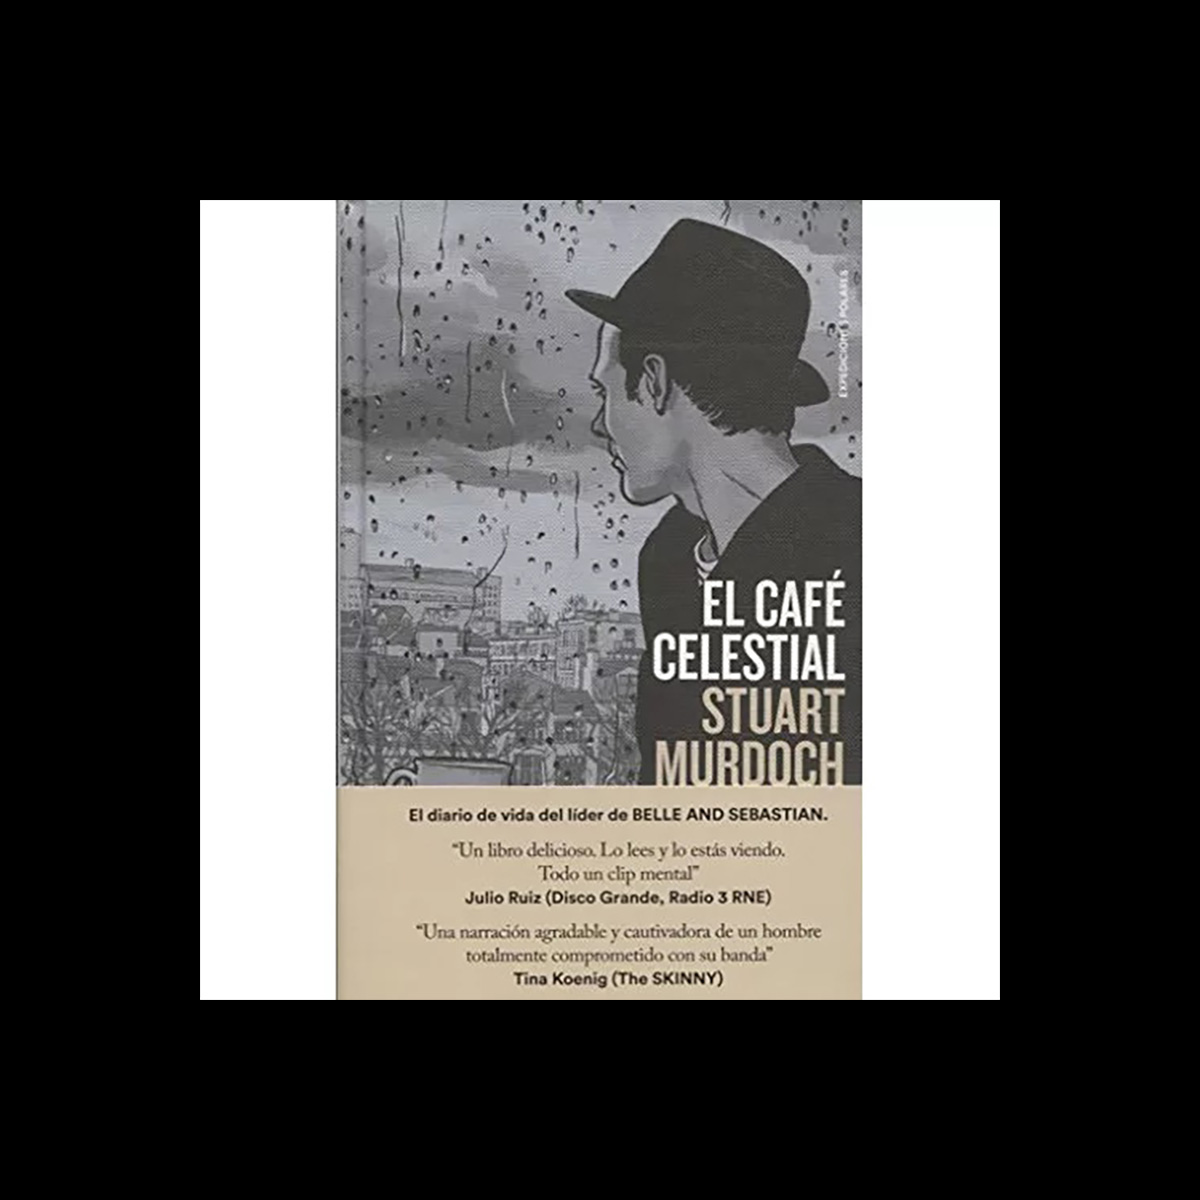 EXPEDICIONS POLARES
EL CAFÉ
CELESTIAL
STUART
MURDOCH
El diario de vida del líder de BELLE AND SEBASTIAN.
“Un libro delicioso. Lo lees y lo estás viendo.
Todo un clip mental”
Julio Ruiz (Disco Grande, Radio 3 RNE)
“Una narración agradable y cautivadora de un hombre
totalmente comprometido con su banda”
Tina Koenig (The SKINNY)